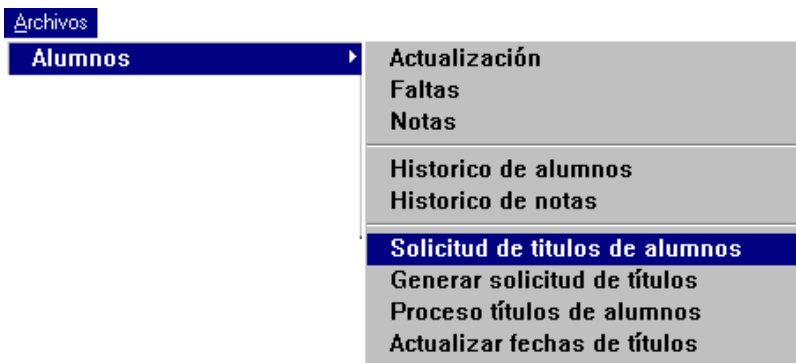 Archivos
Alumnos
Actualización
Faltas
Notas
Historico de alumnos
Historico de notas
Solicitud de titulos de alumnos
Generar solicitud de títulos
Proceso títulos de alumnos
Actualizar fechas de títulos